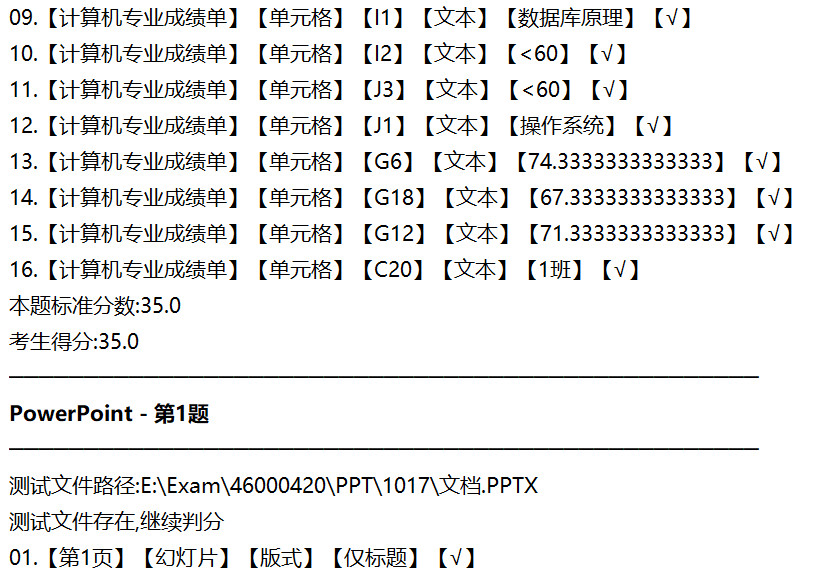 09.【计算机专业成绩单】【单元格】【I1】【文本】【数据库原理】【√】
10.【计算机专业成绩单】【单元格】【I2】【文本】【<60】【√】
11.【计算机专业成绩单】【单元格】【J3】【文本】【<60】【√】
12.【计算机专业成绩单】【单元格】【J1】【文本】【操作系统】【√】
13.【计算机专业成绩单】【单元格】【G6】【文本】【74.3333333333333】【√】
14.【计算机专业成绩单】【单元格】【G18】【文本】【67.3333333333333】【√】
15.【计算机专业成绩单】【单元格】【G12】【文本】【71.3333333333333】【√】
16.【计算机专业成绩单】【单元格】【C20】【文本】【1班】【√】
本题标准分数:35.0
考生得分:35.0
PowerPoint - 第1题
测试文件路径:E:\Exam\46000420\PPT\1017\文档.PPTX
测试文件存在,继续判分
01.【第1页】【幻灯片】【版式】【仅标题】【√】